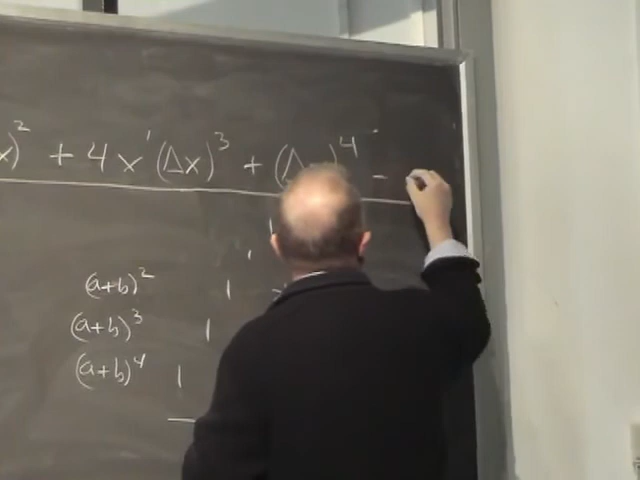 x)² + 4x'(Δx)³ + (Δ )⁴ -
(a+b)² 1
(a+b)³ 1
(a+b)⁴ 1